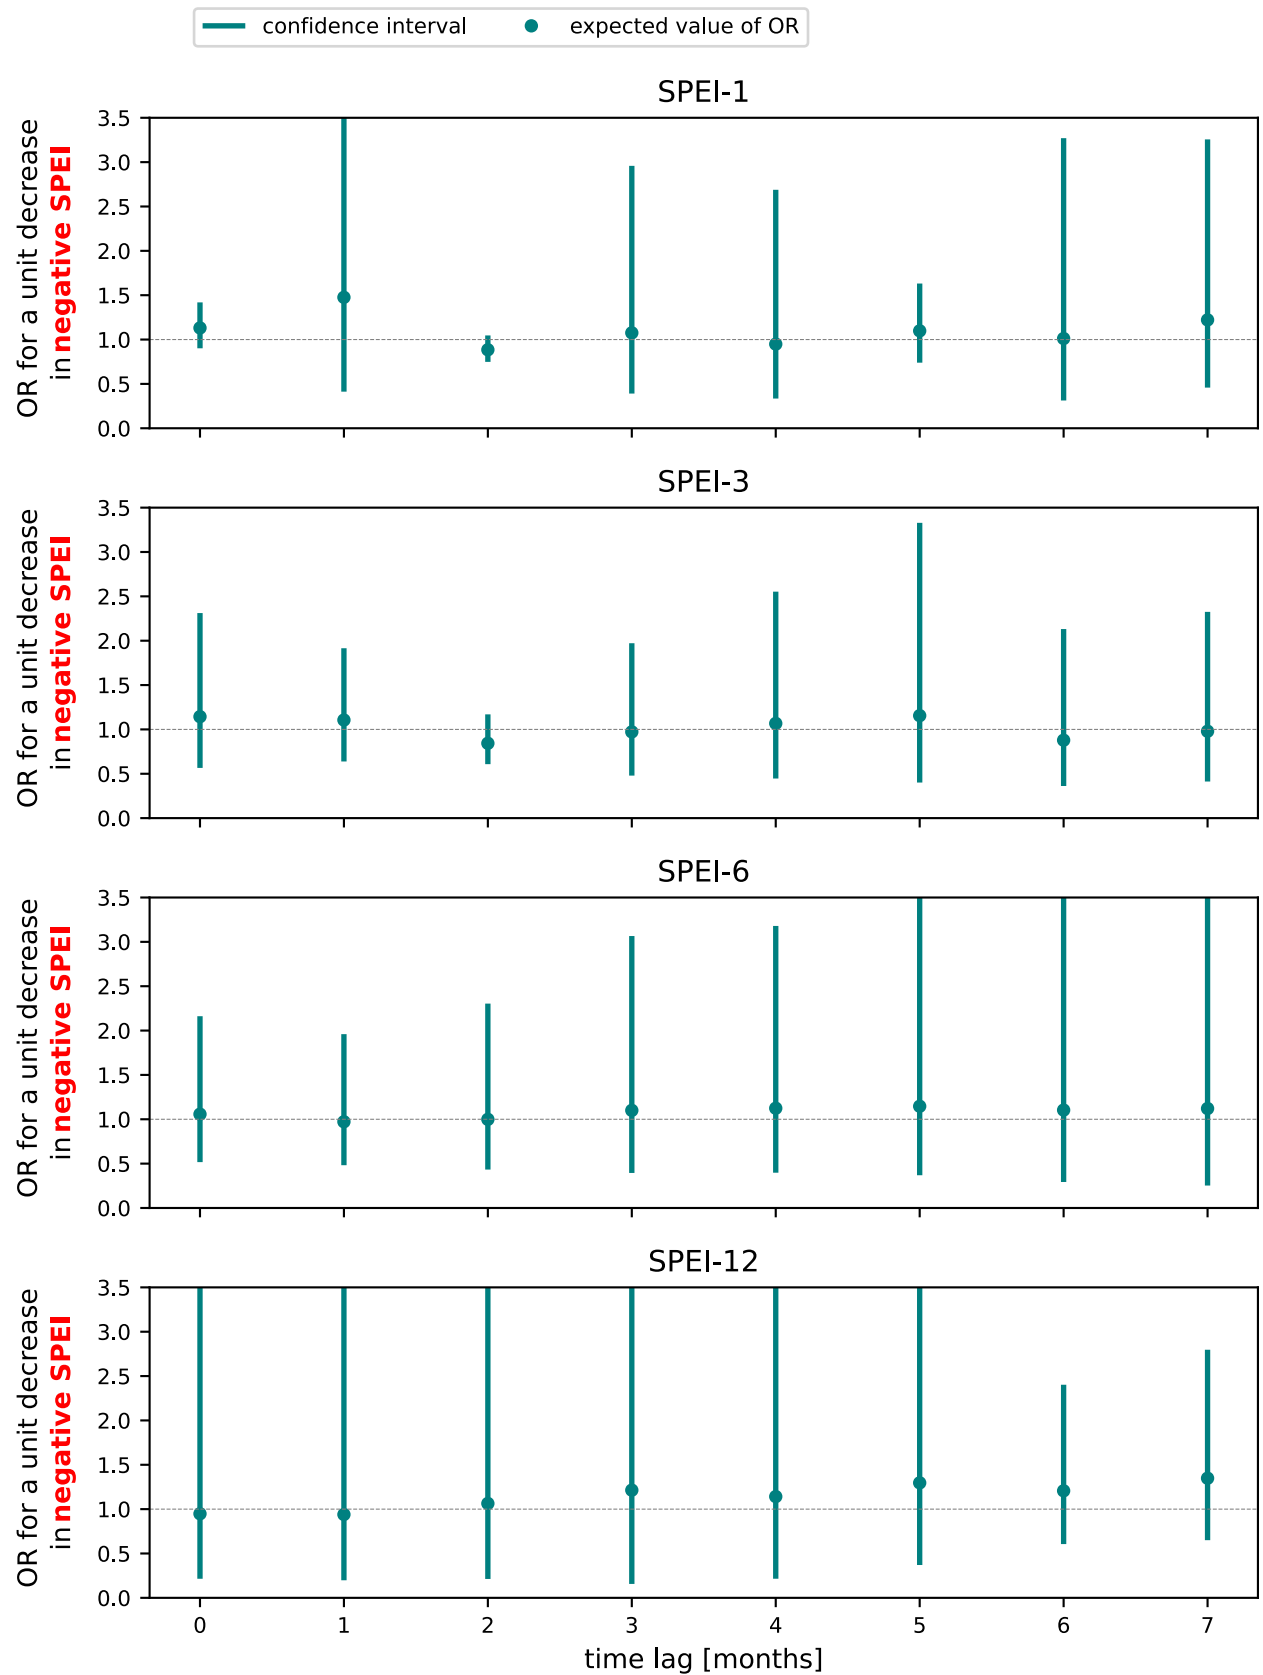 confidence interval expected value of OR
SPEI-1
OR for a unit decrease
in negative SPEI
3.5
3.0
2.5
2.0
1.5
1.0
0.5
0.0
SPEI-3
OR for a unit decrease
in negative SPEI
3.5
3.0
2.5
2.0
1.5
1.0
0.5
0.0
SPEI-6
OR for a unit decrease
in negative SPEI
3.5
3.0
2.5
2.0
1.5
1.0
0.5
0.0
SPEI-12
OR for a unit decrease
in negative SPEI
3.5
3.0
2.5
2.0
1.5
1.0
0.5
0.0
0 1 2 3 4 5 6 7
time lag [months]